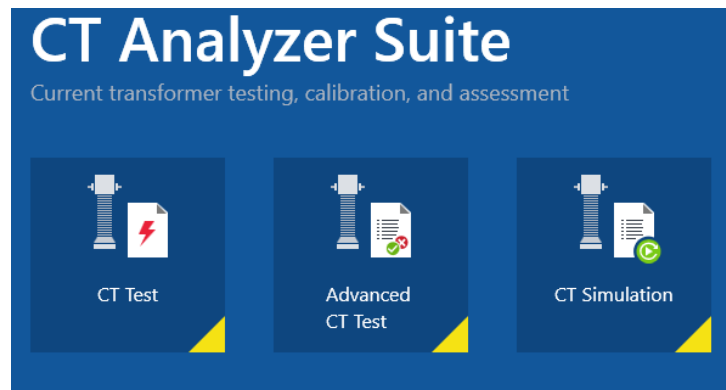 CT Analyzer Suite
Current transformer testing, calibration, and assessment
CT Test
Advanced
CT Test
CT Simulation